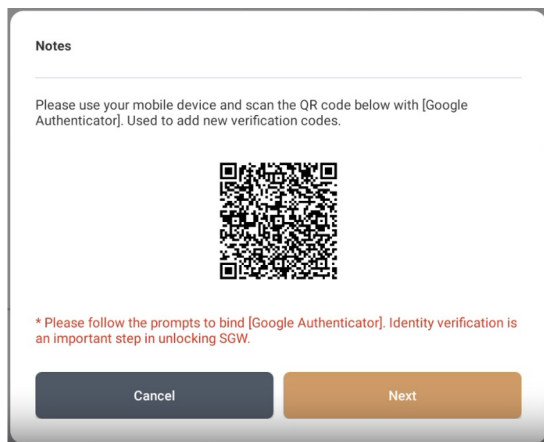 Notes
Please use your mobile device and scan the QR code below with [Google
Authenticator]. Used to add new verification codes.
* Please follow the prompts to bind [Google Authenticator]. Identity verification is
an important step in unlocking SGW.
Cancel
Next